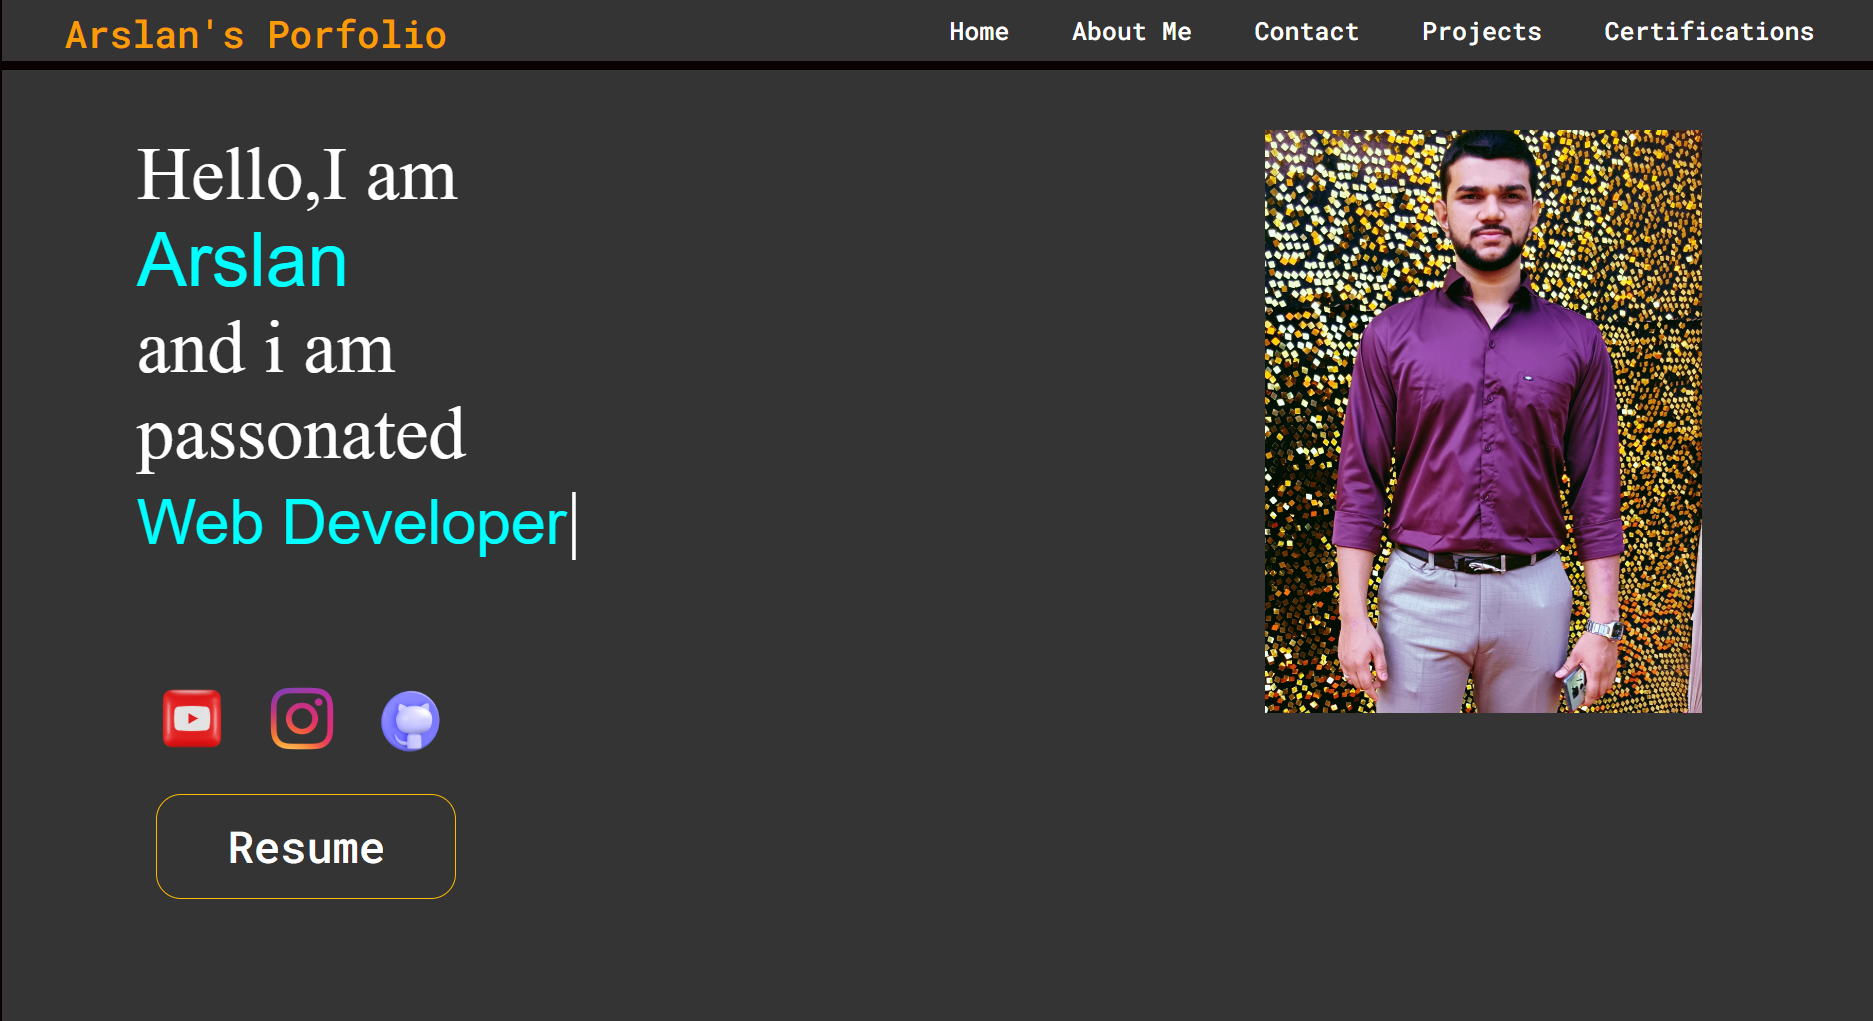 Arslan's Porfolio
Home About Me Contact Projects Certifications
Hello,I am
Arslan
and i am
passonated
Web Developer
Resume